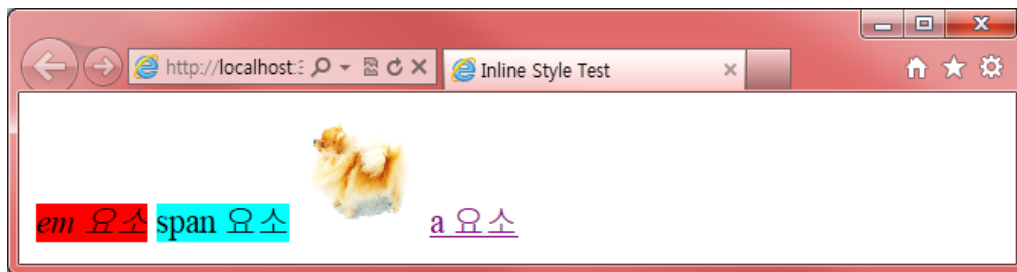 http://localhost:3
Inline Style Test
em 요소 span 요소 a 요소